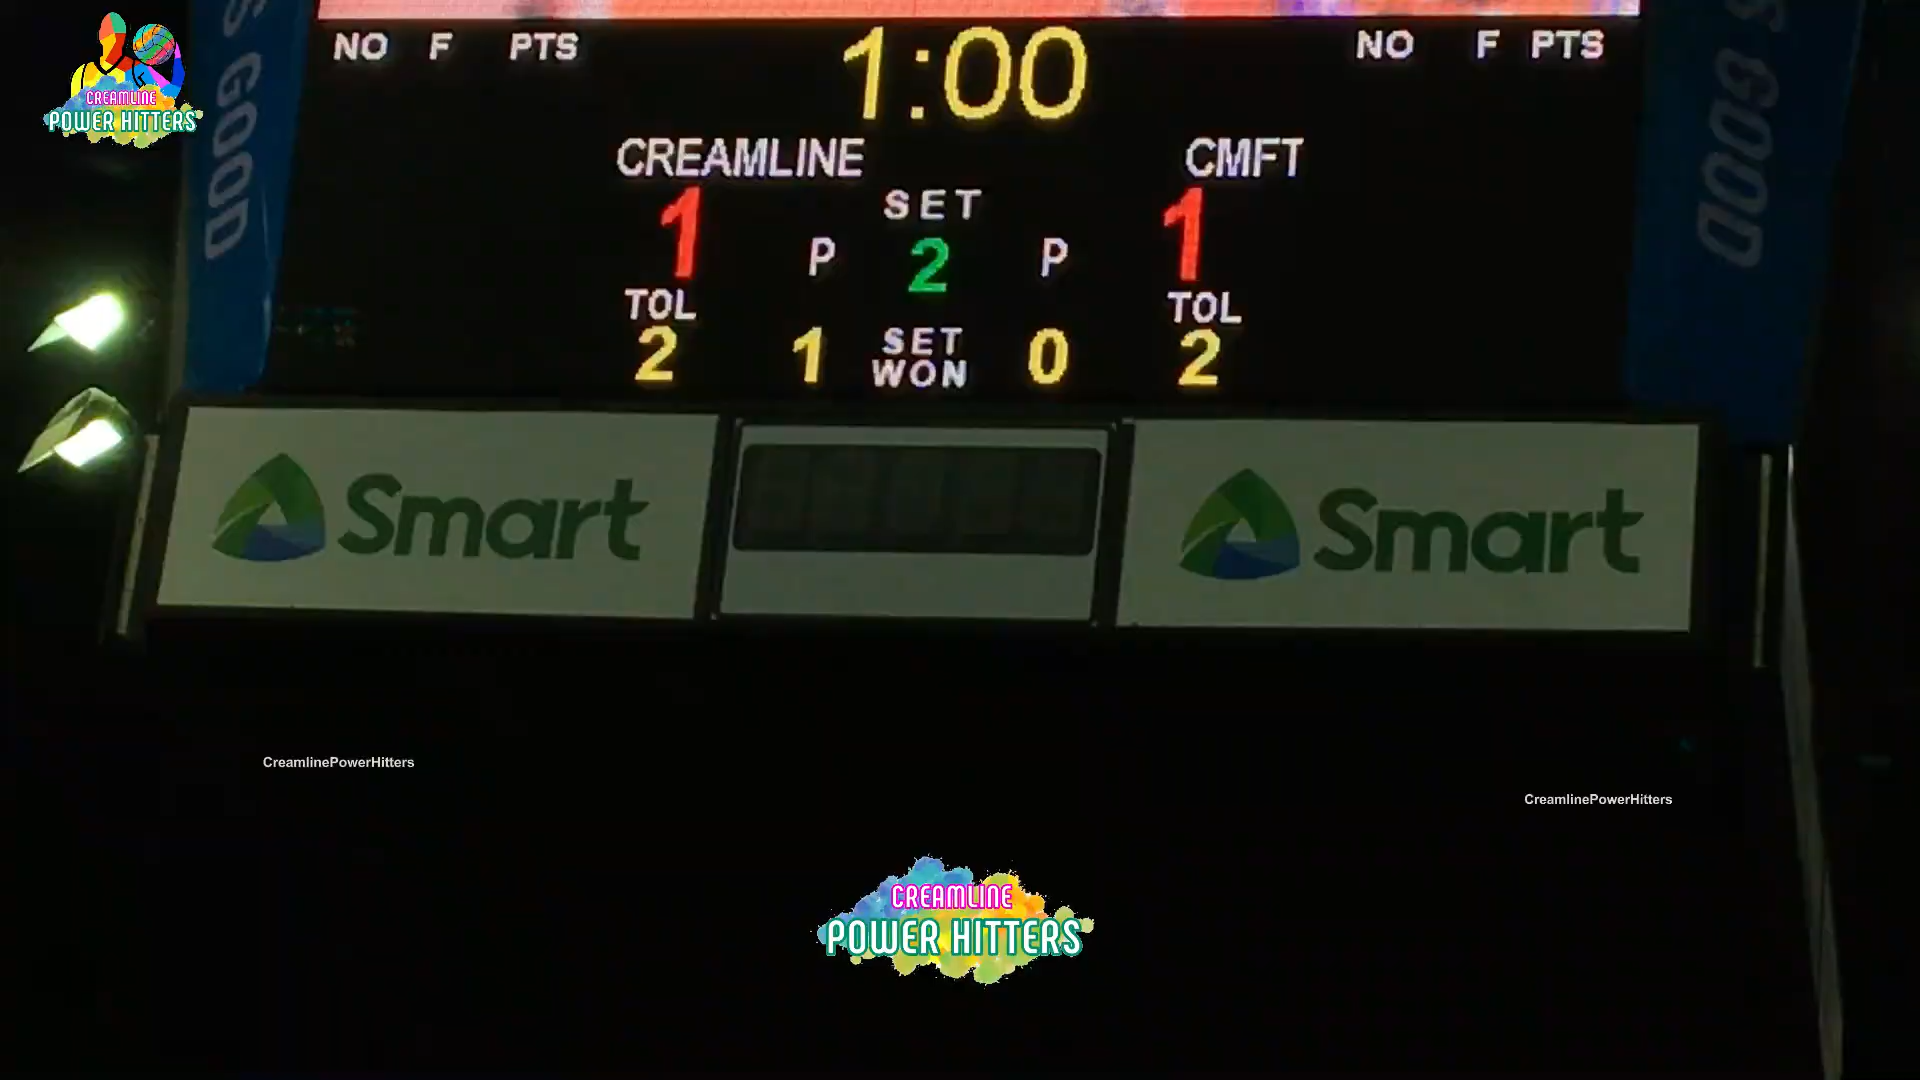 CREAMLINE
POWER HITTERS
S GOOD
S GOOD
NO F PTS
1:00
NO F PTS
CREAMLINE
CMFT
1
SET
1
P
2
P
TOL
TOL
2
1
SET
WON
0
2
Smart
Smart
CreamlinePowerHitters
CreamlinePowerHitters
CREAMLINE
POWER HITTERS